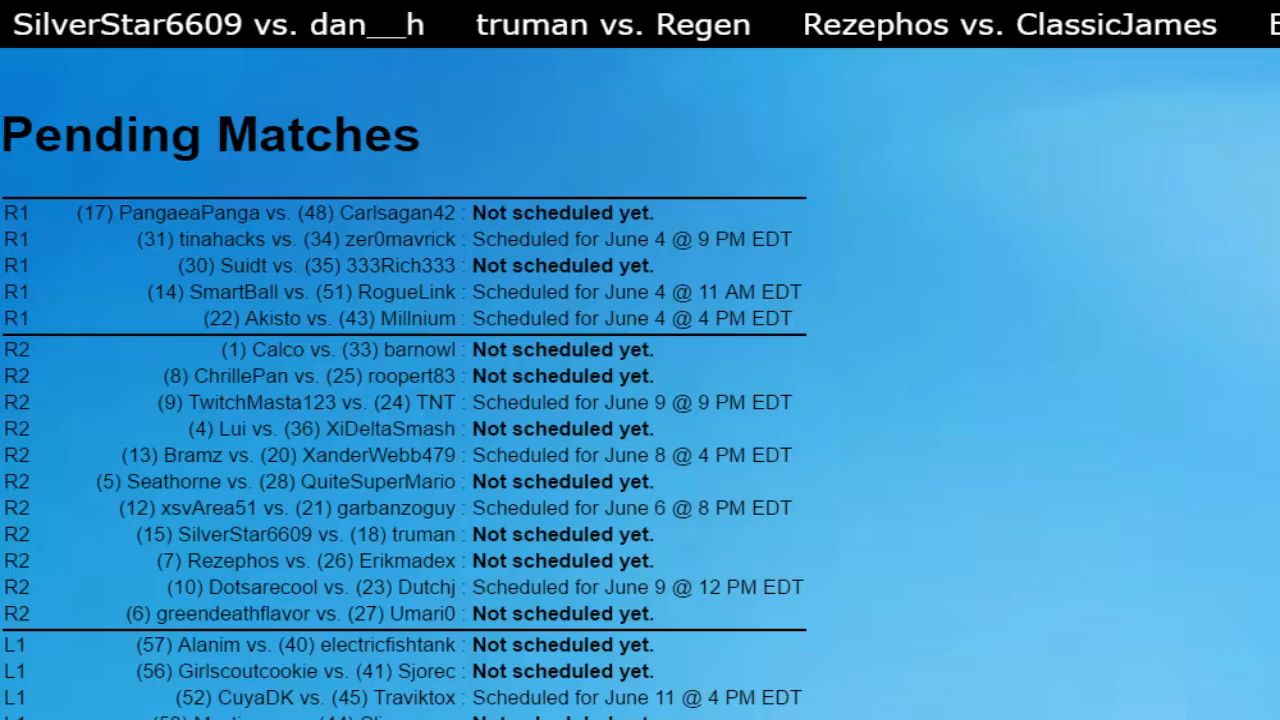 SilverStar6609 vs. dan__h truman vs. Regen Rezephos vs. ClassicJames
Pending Matches
R1 (17) PangaeaPanga vs. (48) Carlsagan42 : Not scheduled yet.
R1 (31) tinahacks vs. (34) zer0mavrick : Scheduled for June 4 @ 9 PM EDT
R1 (30) Suidt vs. (35) 333Rich333 : Not scheduled yet.
R1 (14) SmartBall vs. (51) RogueLink : Scheduled for June 4 @ 11 AM EDT
R1 (22) Akisto vs. (43) Millnium : Scheduled for June 4 @ 4 PM EDT
R2 (1) Calco vs. (33) barnowl : Not scheduled yet.
R2 (8) ChrillePan vs. (25) roopert83 : Not scheduled yet.
R2 (9) TwitchMasta123 vs. (24) TNT : Scheduled for June 9 @ 9 PM EDT
R2 (4) Lui vs. (36) XiDeltaSmash : Not scheduled yet.
R2 (13) Bramz vs. (20) XanderWebb479 : Scheduled for June 8 @ 4 PM EDT
R2 (5) Seathorne vs. (28) QuiteSuperMario : Not scheduled yet.
R2 (12) xsvArea51 vs. (21) garbanzoguy : Scheduled for June 6 @ 8 PM EDT
R2 (15) SilverStar6609 vs. (18) truman : Not scheduled yet.
R2 (7) Rezephos vs. (26) Erikmadex : Not scheduled yet.
R2 (10) Dotsarecool vs. (23) Dutchj : Scheduled for June 9 @ 12 PM EDT
R2 (6) greendeathflavor vs. (27) Umari0 : Not scheduled yet.
L1 (57) Alanim vs. (40) electricfishtank : Not scheduled yet.
L1 (56) Girlscoutcookie vs. (41) Sjorec : Not scheduled yet.
L1 (52) CuyaDK vs. (45) Traviktox : Scheduled for June 11 @ 4 PM EDT